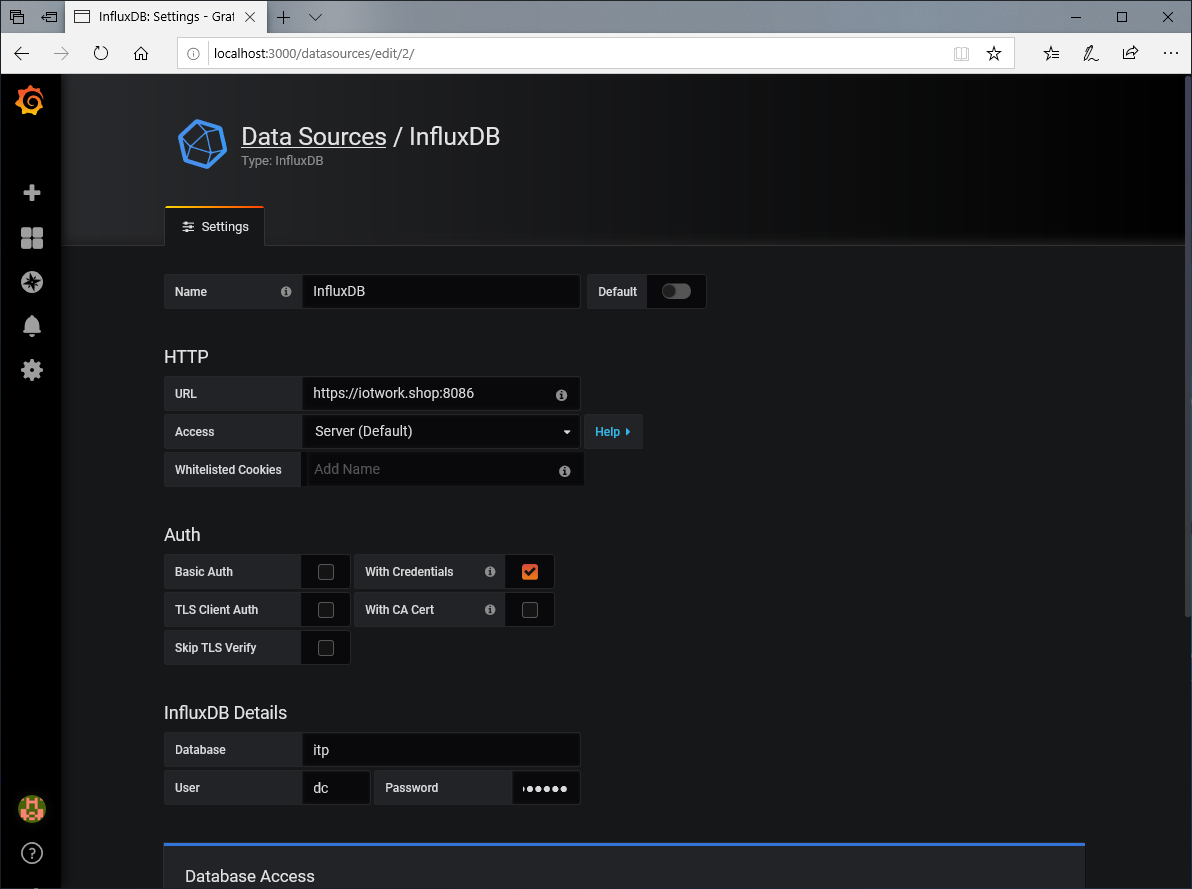 InfluxDB: Settings - Graf
localhost:3000/datasources/edit/2/
Data Sources / InfluxDB
Type: InfluxDB
Settings
Name InfluxDB Default
HTTP
URL https://iotwork.shop:8086
Access Server (Default) Help
Whitelisted Cookies Add Name
Auth
Basic Auth With Credentials
TLS Client Auth With CA Cert
Skip TLS Verify
InfluxDB Details
Database itp
User dc Password ••••••
Database Access